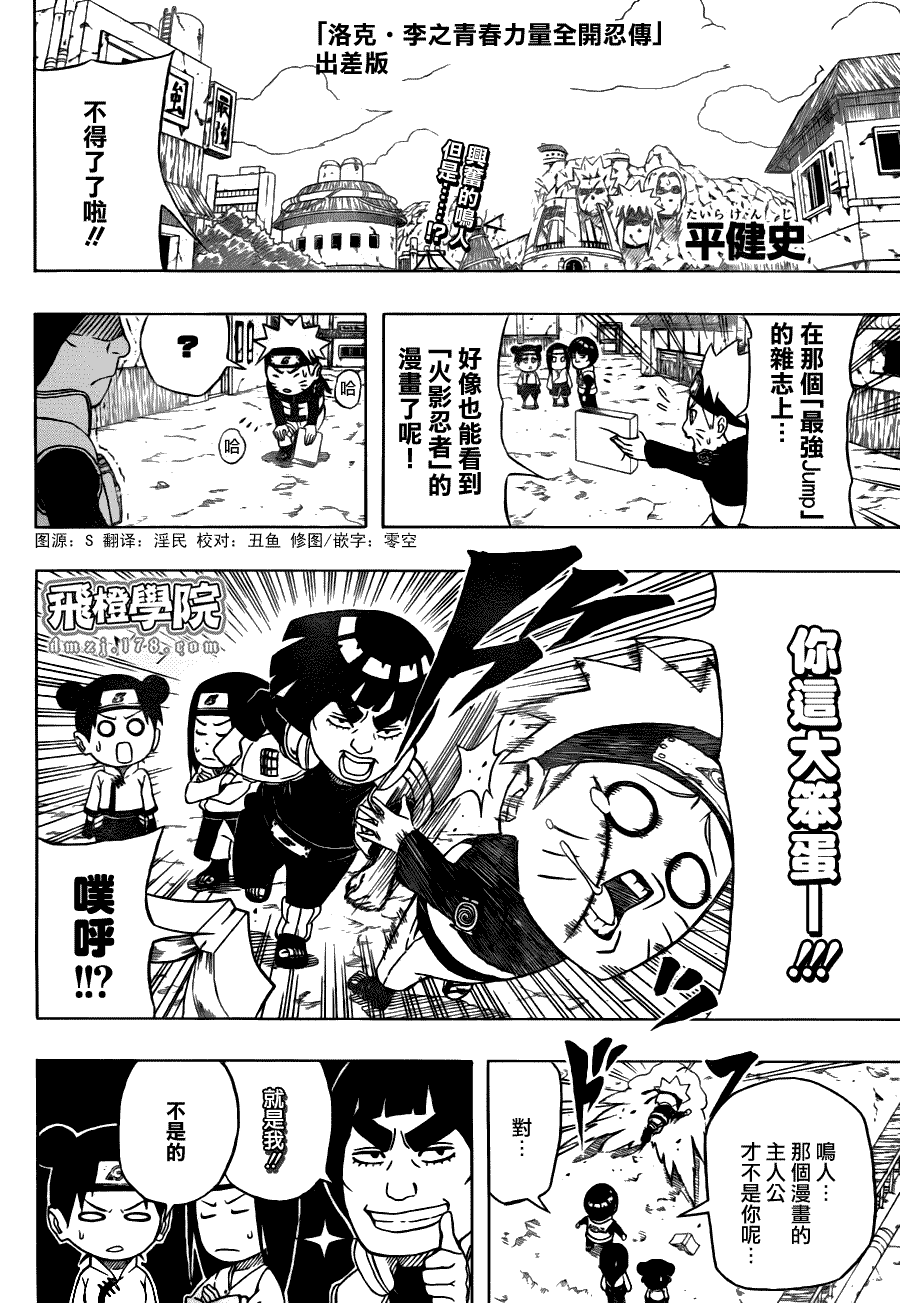 「洛克・李之青春力量全開忍傳」
出差版
最後
興奮的鳴人
但是……!?
たいら けん じ
平健史
不得了了啦!!
在那個「最強Jump」
的雜志上…
好像也能看到
「火影忍者」的
漫畫了呢！
?
哈
哈
图源：S 翻译：淫民 校对：丑鱼 修图/嵌字：零空
飛橙學院
dmzj.178.com
你這大笨蛋—!!!
噗呼!!?
鳴人…
那個漫畫的
主人公
才不是你呢…
對…
就是我!!
不是的